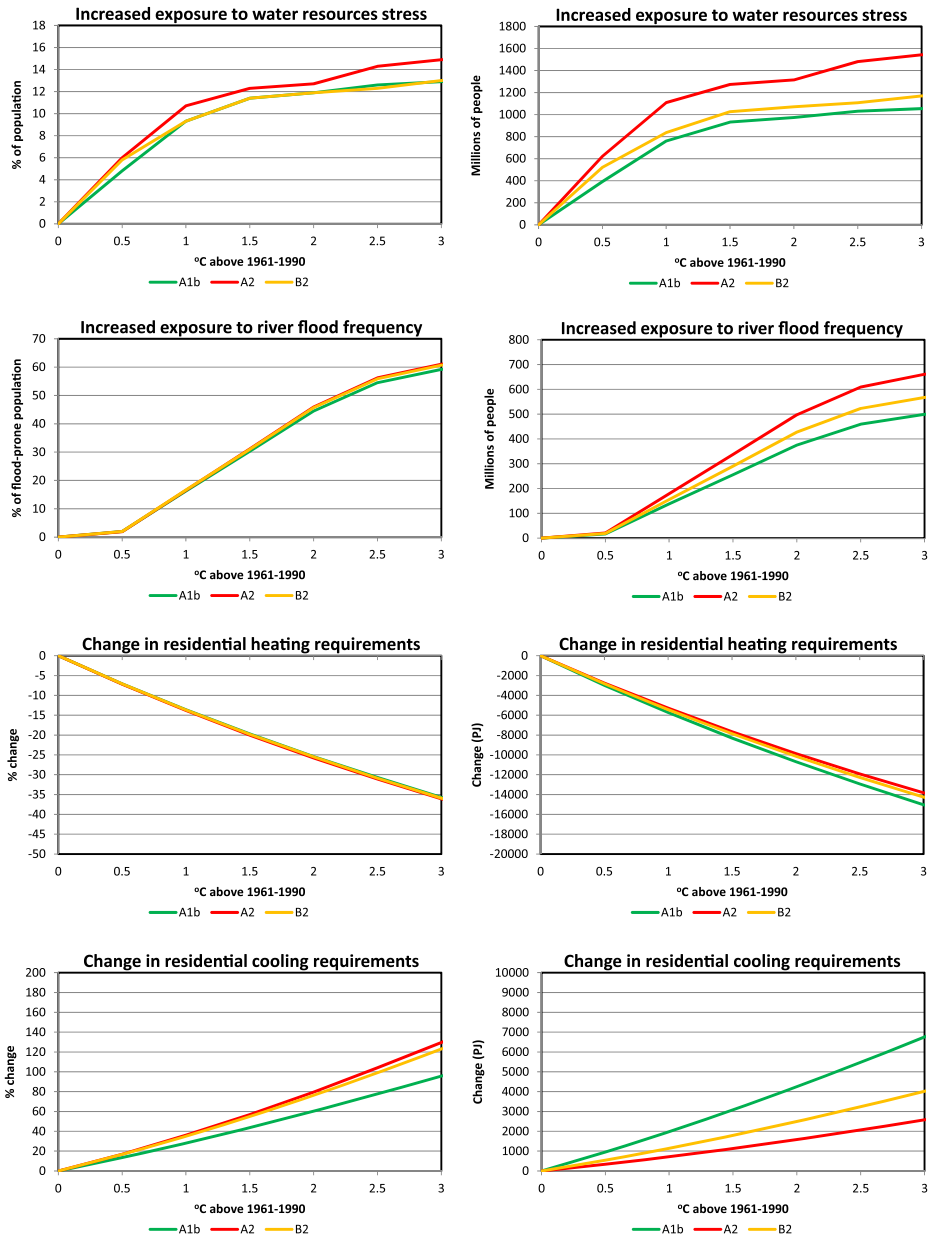 Increased exposure to water resources stress
% of population
18
16
14
12
10
8
6
4
2
0
0 0.5 1 1.5 2 2.5 3
°C above 1961-1990
A1b A2 B2
Increased exposure to water resources stress
Millions of people
1800
1600
1400
1200
1000
800
600
400
200
0
0 0.5 1 1.5 2 2.5 3
°C above 1961-1990
A1b A2 B2
Increased exposure to river flood frequency
% of flood-prone population
70
60
50
40
30
20
10
0
0 0.5 1 1.5 2 2.5 3
°C above 1961-1990
A1b A2 B2
Increased exposure to river flood frequency
Millions of people
800
700
600
500
400
300
200
100
0
0 0.5 1 1.5 2 2.5 3
°C above 1961-1990
A1b A2 B2
Change in residential heating requirements
% change
0
-5
-10
-15
-20
-25
-30
-35
-40
-45
-50
0 0.5 1 1.5 2 2.5 3
°C above 1961-1990
A1b A2 B2
Change in residential heating requirements
Change (PJ)
0
-2000
-4000
-6000
-8000
-10000
-12000
-14000
-16000
-18000
-20000
0 0.5 1 1.5 2 2.5 3
°C above 1961-1990
A1b A2 B2
Change in residential cooling requirements
% change
200
180
160
140
120
100
80
60
40
20
0
0 0.5 1 1.5 2 2.5 3
°C above 1961-1990
A1b A2 B2
Change in residential cooling requirements
Change (PJ)
10000
9000
8000
7000
6000
5000
4000
3000
2000
1000
0
0 0.5 1 1.5 2 2.5 3
°C above 1961-1990
A1b A2 B2